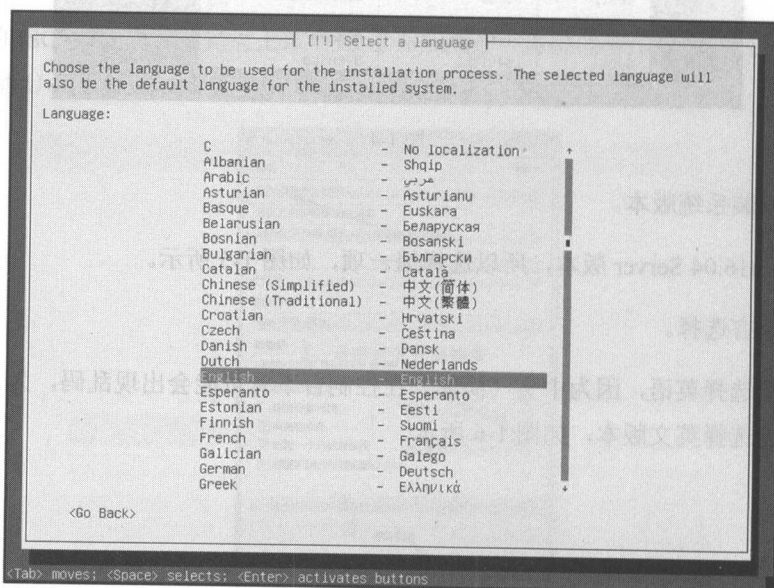 [!!] Select a language
Choose the language to be used for the installation process. The selected language will
also be the default language for the installed system.
Language:
C - No localization
Albanian - Shqip
Arabic - عربي
Asturian - Asturianu
Basque - Euskara
Belarusian - Беларуская
Bosnian - Bosanski
Bulgarian - Български
Catalan - Català
Chinese (Simplified) - 中文(简体)
Chinese (Traditional) - 中文(繁體)
Croatian - Hrvatski
Czech - Čeština
Danish - Dansk
Dutch - Nederlands
English - English
Esperanto - Esperanto
Estonian - Eesti
Finnish - Suomi
French - Français
Galician - Galego
German - Deutsch
Greek - Ελληνικά
<Go Back>
<Tab> moves; <Space> selects; <Enter> activates buttons